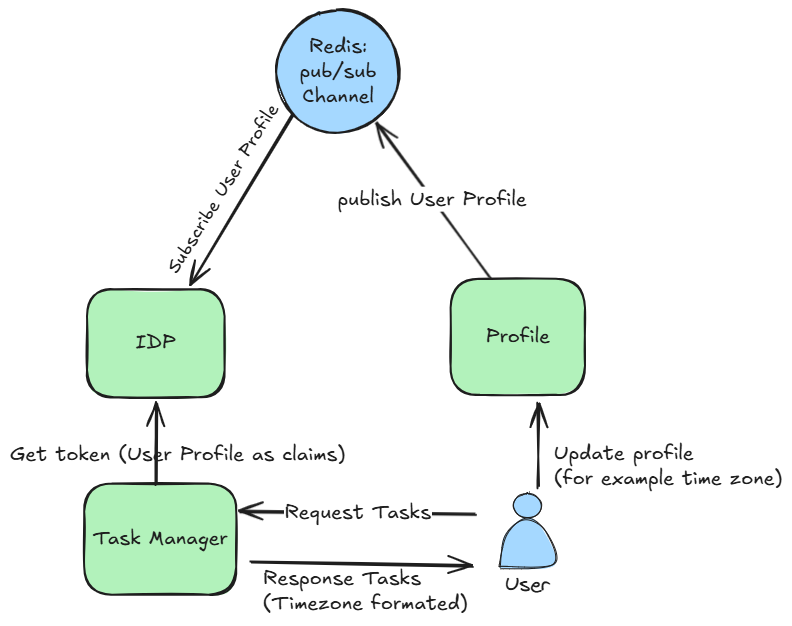 Redis:
pub/sub
Channel
Subscribe User Profile
publish User Profile
IDP
Profile
Get token (User Profile as claims)
Update profile
(for example time zone)
Task Manager
Request Tasks
Response Tasks
(Timezone formated)
User